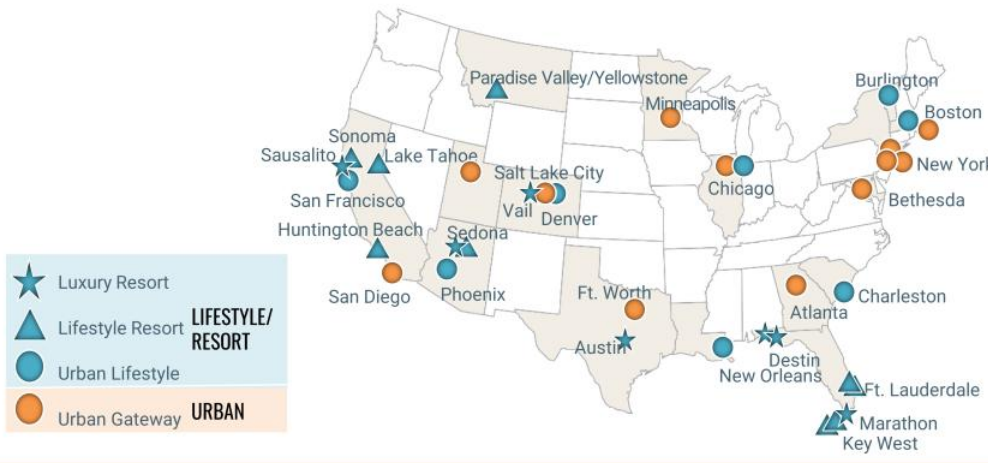 Burlington
Paradise Valley/Yellowstone
Minneapolis
Boston
Sonoma
Sausalito
Lake Tahoe
Salt Lake City
New York
Chicago
San Francisco
Vail
Denver
Bethesda
Huntington Beach
Sedona
San Diego
Phoenix
Ft. Worth
Charleston
Atlanta
Austin
Destin
New Orleans
Ft. Lauderdale
Marathon
Key West
Luxury Resort
Lifestyle Resort
LIFESTYLE/
RESORT
Urban Lifestyle
Urban Gateway URBAN